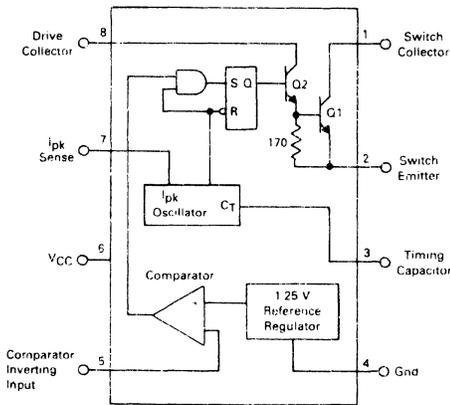 8
Drive
Collector
1
Switch
Collector
S Q
R
Q2
Q1
170
7
Ipk
Sense
2
Switch
Emitter
Ipk
Oscillator
CT
6
VCC
3
Timing
Capacitor
Comparator
+
1.25 V
Reference
Regulator
5
Comparator
Inverting
Input
4
Gnd